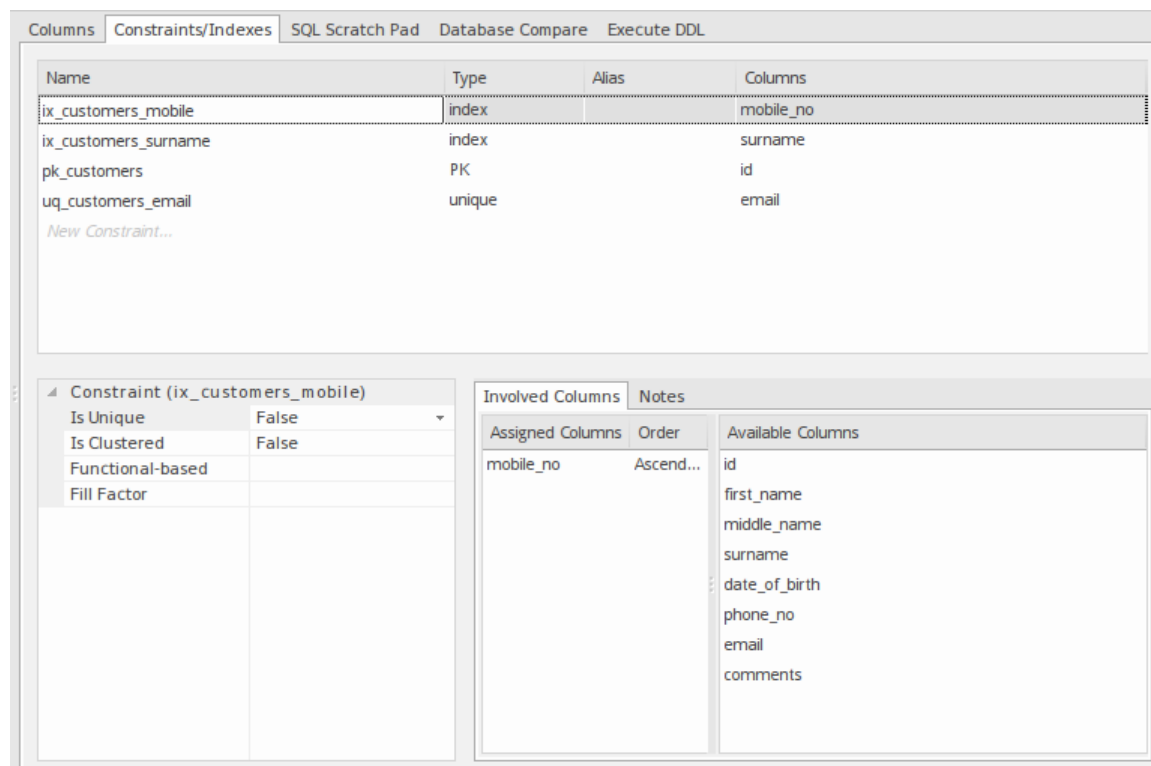 Columns Constraints/Indexes SQL Scratch Pad Database Compare Execute DDL
Name Type Alias Columns
ix_customers_mobile index mobile_no
ix_customers_surname index surname
pk_customers PK id
uq_customers_email unique email
New Constraint...
Constraint (ix_customers_mobile)
Is Unique False
Is Clustered False
Functional-based
Fill Factor
Involved Columns Notes
Assigned Columns Order Available Columns
mobile_no Ascend... id
first_name
middle_name
surname
date_of_birth
phone_no
email
comments